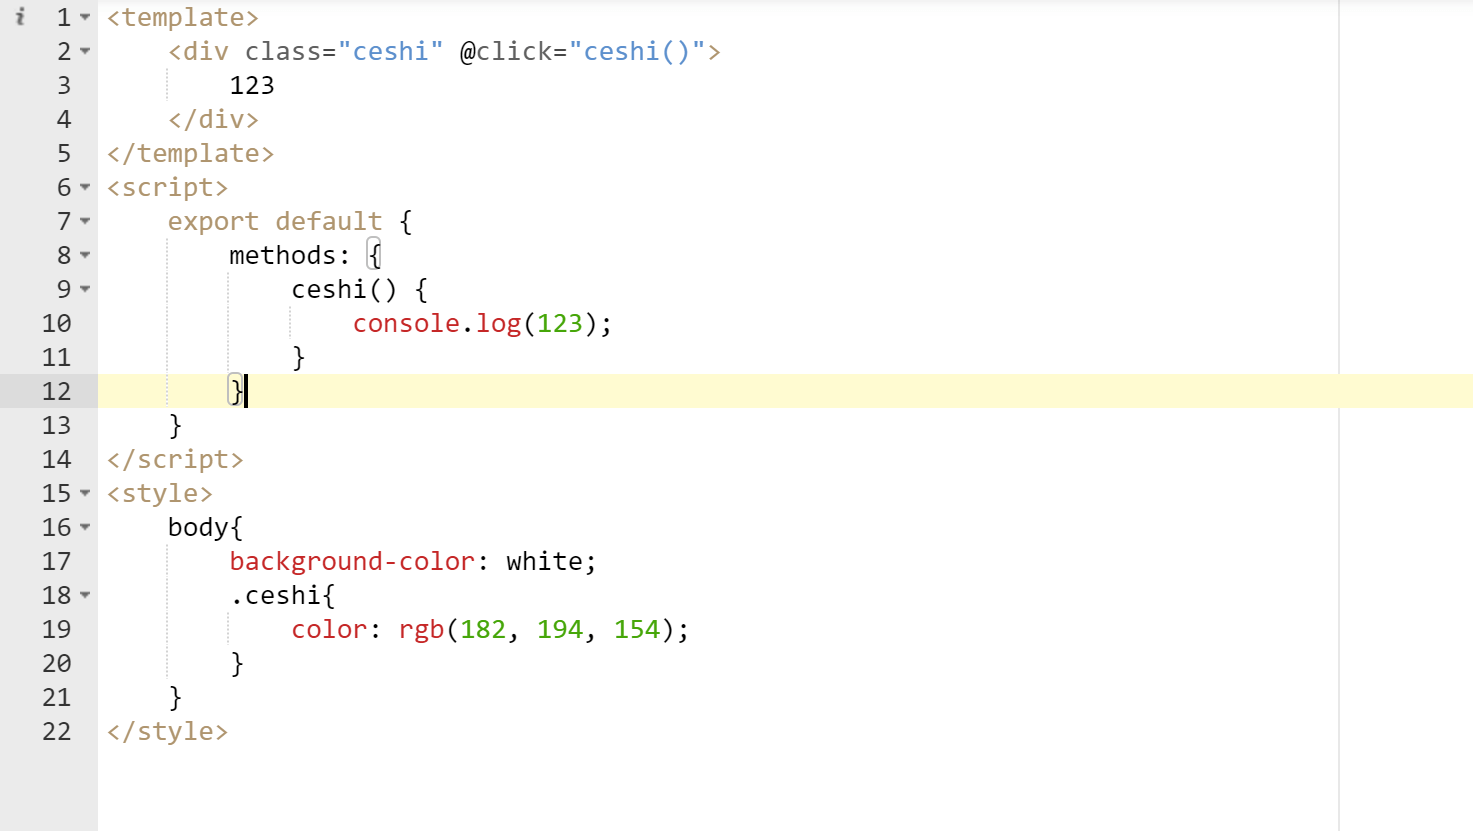 i 1 <template>
2     <div class="ceshi" @click="ceshi()">
3         123
4     </div>
5 </template>
6 <script>
7     export default {
8         methods: {
9             ceshi() {
10                 console.log(123);
11             }
12         }
13     }
14 </script>
15 <style>
16     body{
17         background-color: white;
18         .ceshi{
19             color: rgb(182, 194, 154);
20         }
21     }
22 </style>